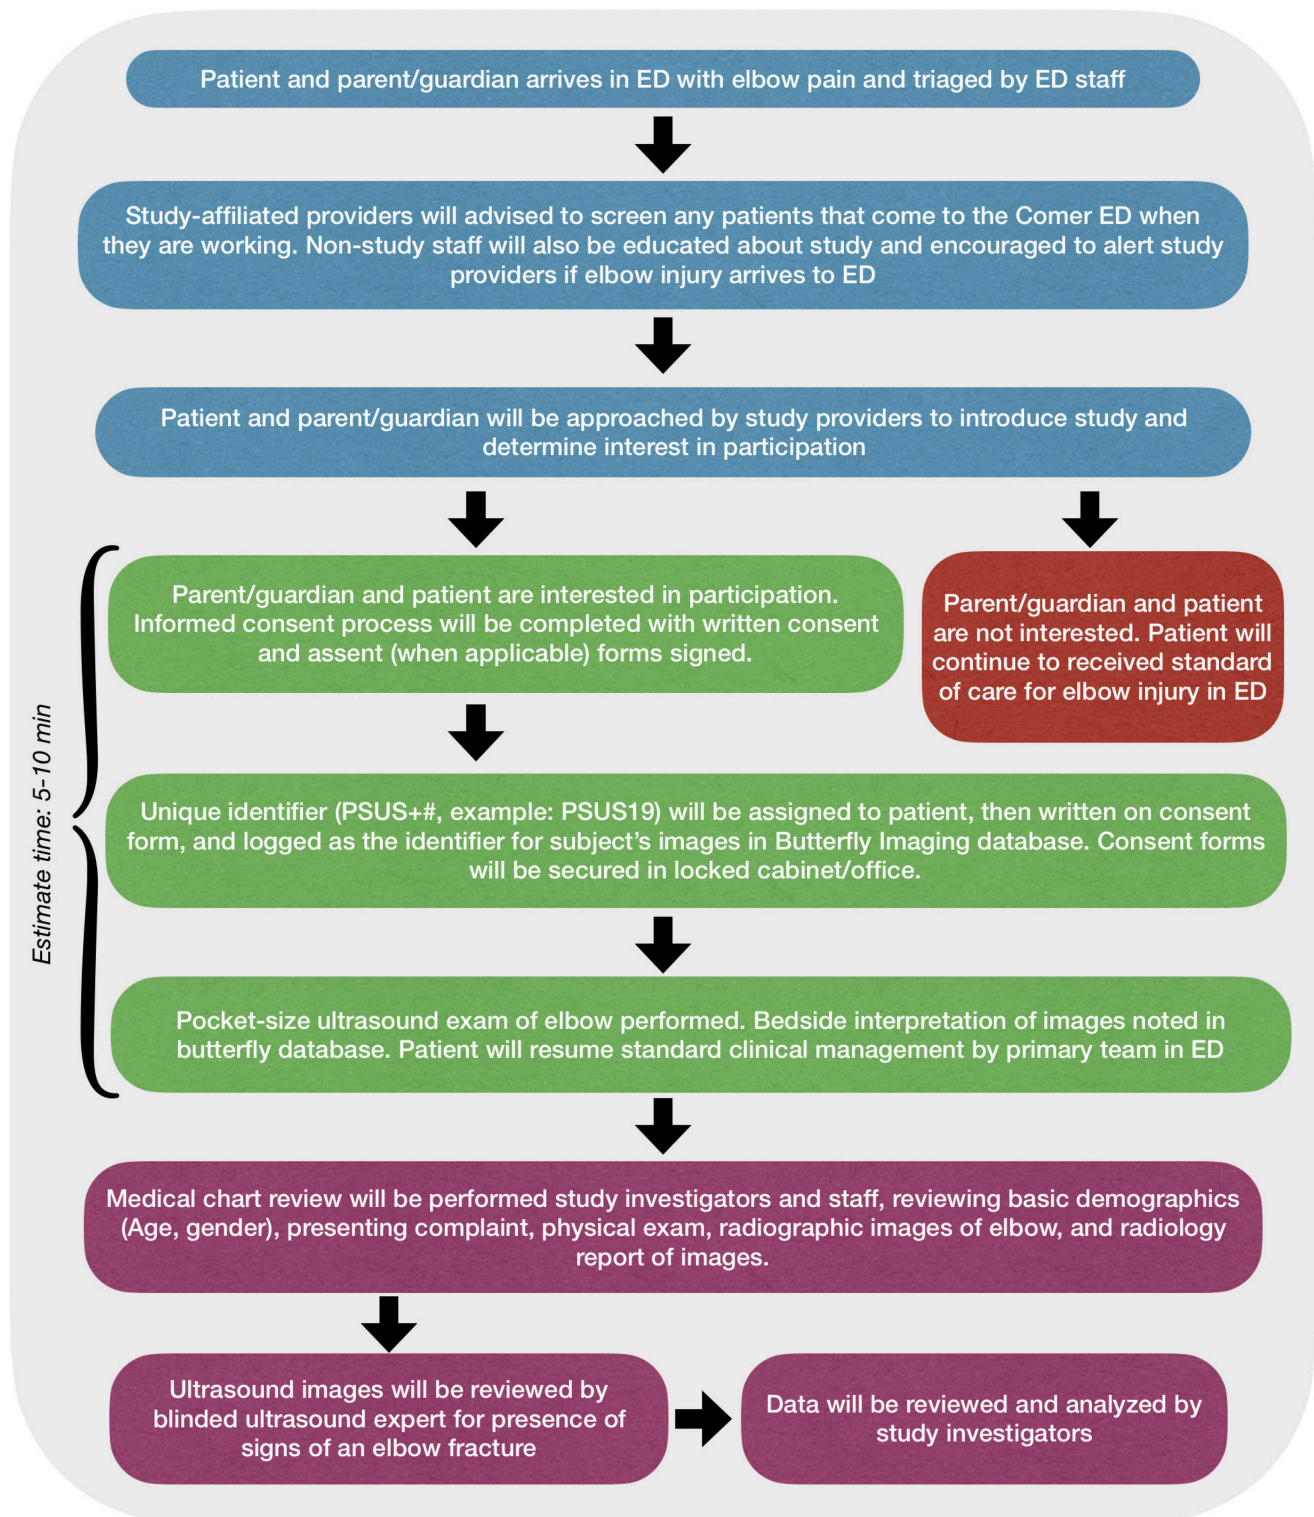 Patient and parent/guardian arrives in ED with elbow pain and triaged by ED staff
Study-affiliated providers will advised to screen any patients that come to the Comer ED when
they are working. Non-study staff will also be educated about study and encouraged to alert study
providers if elbow injury arrives to ED
Patient and parent/guardian will be approached by study providers to introduce study and
determine interest in participation
Parent/guardian and patient are interested in participation.
Informed consent process will be completed with written consent
and assent (when applicable) forms signed.
Parent/guardian and patient
are not interested. Patient will
continue to received standard
of care for elbow injury in ED
Estimate time: 5-10 min
Unique identifier (PSUS+#, example: PSUS19) will be assigned to patient, then written on consent
form, and logged as the identifier for subject’s images in Butterfly Imaging database. Consent forms
will be secured in locked cabinet/office.
Pocket-size ultrasound exam of elbow performed. Bedside interpretation of images noted in
butterfly database. Patient will resume standard clinical management by primary team in ED
Medical chart review will be performed study investigators and staff, reviewing basic demographics
(Age, gender), presenting complaint, physical exam, radiographic images of elbow, and radiology
report of images.
Ultrasound images will be reviewed by
blinded ultrasound expert for presence of
signs of an elbow fracture
Data will be reviewed and analyzed by
study investigators